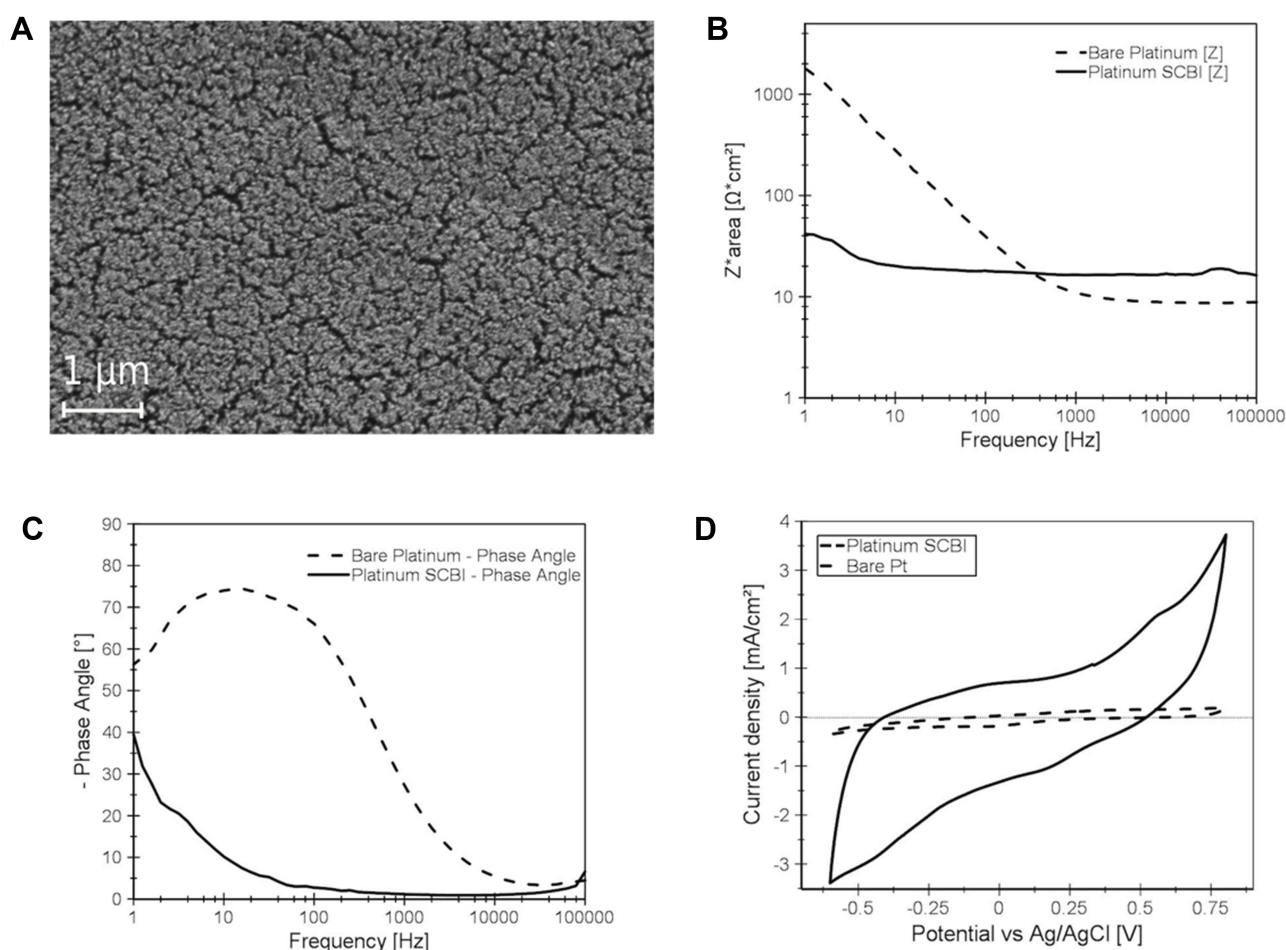 A
1 μm
B
Bare Platinum [Z]
Platinum SCBI [Z]
Z*area [Ω*cm²]
1000
100
10
1
1
10
100
1000
10000
100000
Frequency [Hz]
C
Bare Platinum - Phase Angle
Platinum SCBI - Phase Angle
- Phase Angle [°]
90
80
70
60
50
40
30
20
10
0
1
10
100
1000
10000
100000
Frequency [Hz]
D
Platinum SCBI
Bare Pt
Current density [mA/cm²]
4
3
2
1
0
-1
-2
-3
-0.5
-0.25
0
0.25
0.50
0.75
Potential vs Ag/AgCl [V]